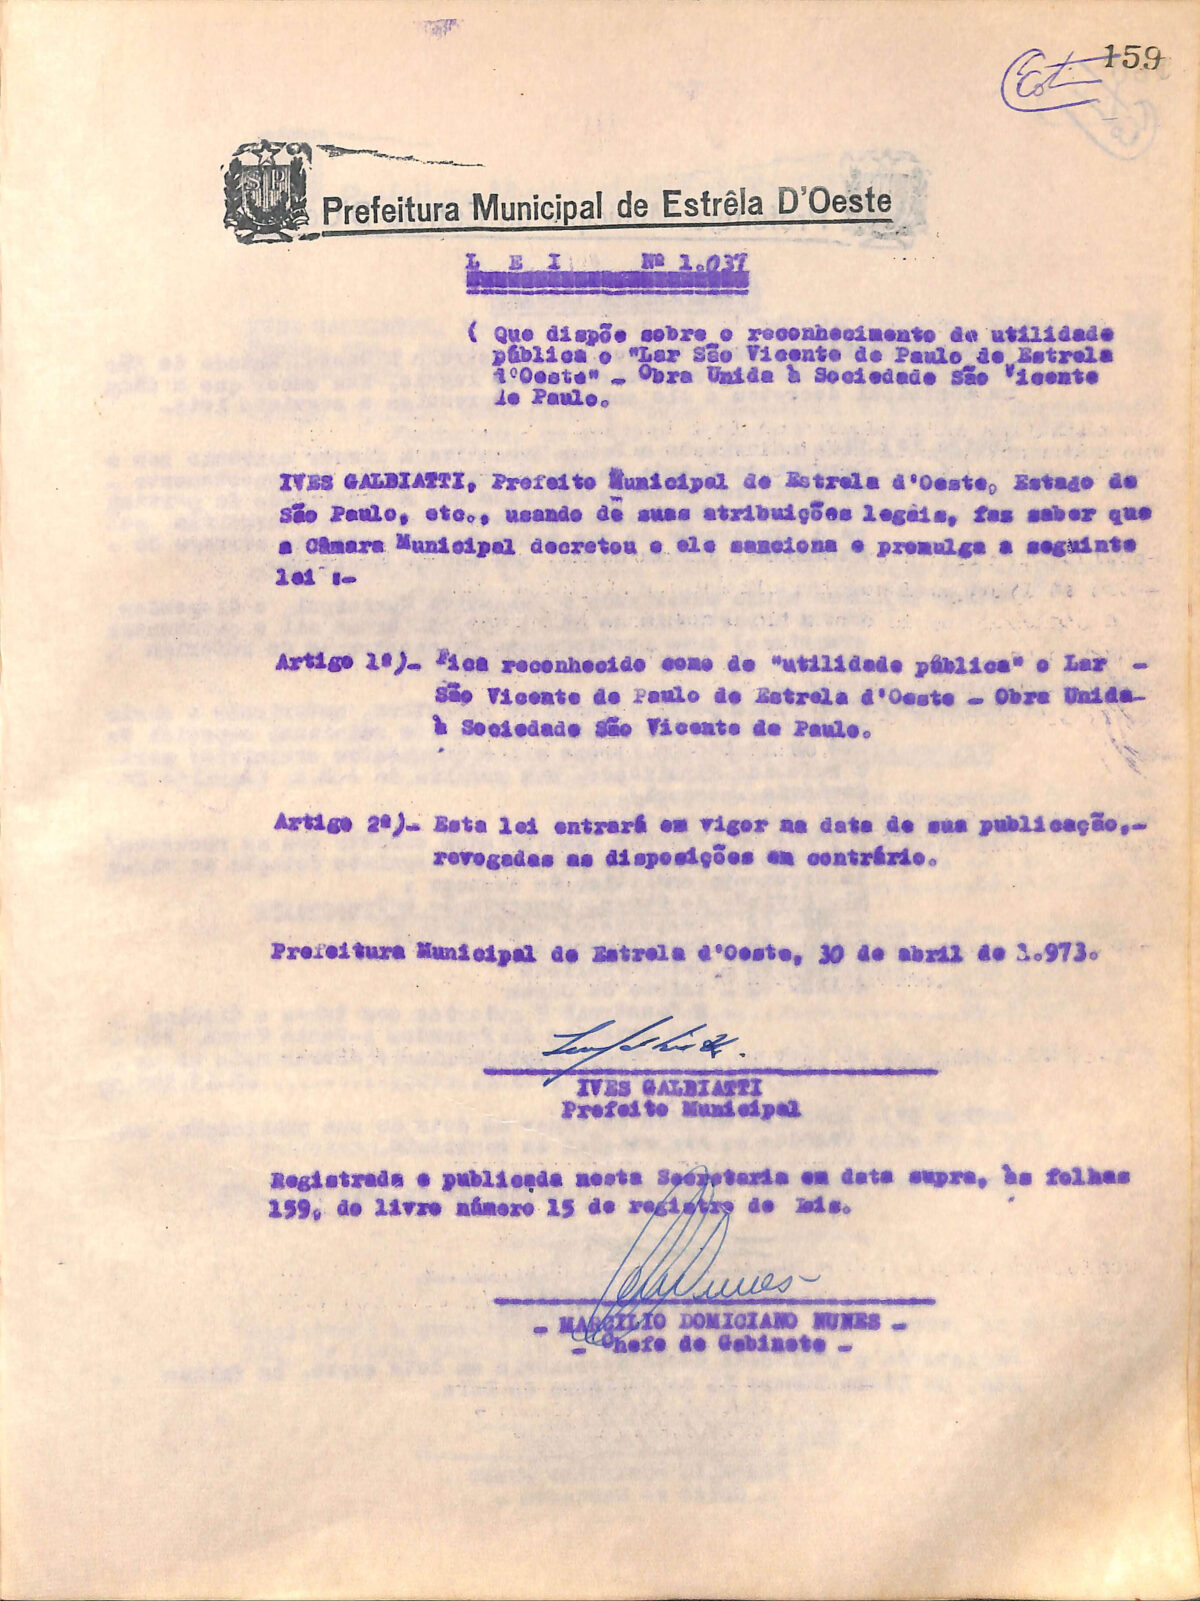 159
Prefeitura Municipal de Estrêla D'Oeste
L E I Nº 1.037
( Que dispõe sobre o reconhecimento de utilidade
pública o "Lar São Vicente de Paulo de Estrela
d'Oeste" - Obra Unida à Sociedade São Vicente
de Paulo.
IVES GALBIATTI, Prefeito Municipal de Estrela d'Oeste, Estado de
São Paulo, etc., usando de suas atribuições legais, faz saber que
a Câmara Municipal decretou e ele sanciona e promulga a seguinte
lei :-
Artigo 1º)- Fica reconhecido como de "utilidade pública" o Lar -
São Vicente de Paulo de Estrela d'Oeste - Obra Unida-
à Sociedade São Vicente de Paulo.
Artigo 2º)- Esta lei entrará em vigor na data de sua publicação,-
revogadas as disposições em contrário.
Prefeitura Municipal de Estrela d'Oeste, 30 de abril de 1.973.
IVES GALBIATTI
Prefeito Municipal
Registrada e publicada nesta Secretaria em data supra, às folhas
159, do livro número 15 de registro de Leis.
- MARCILIO DOMICIANO NUNES -
- Chefe de Gabinete -